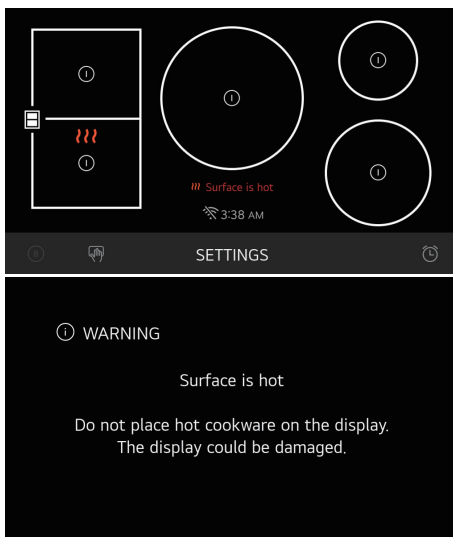 Surface is hot
3:38 AM
SETTINGS
WARNING
Surface is hot
Do not place hot cookware on the display.
The display could be damaged.